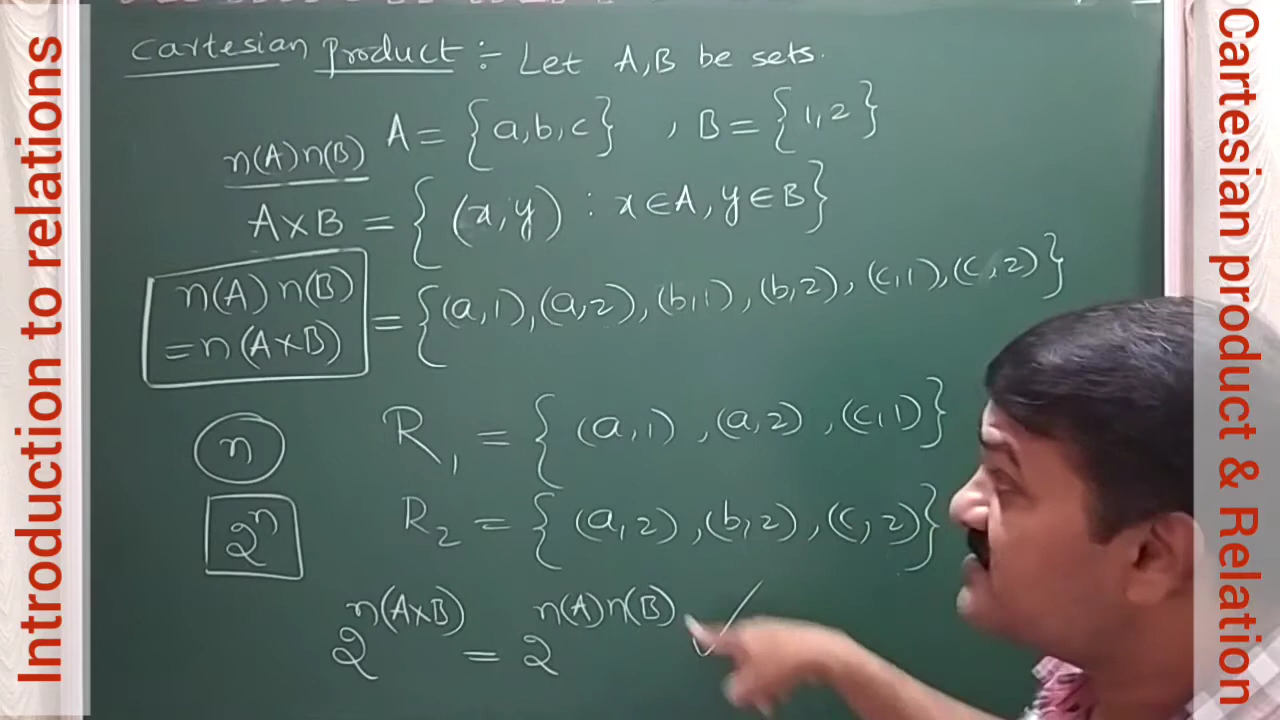 Introduction to relations
Cartesian product :- Let A,B be sets.
A = {a,b,c} , B = {1,2}
n(A)n(B)
A×B = { (x,y) : x∈A, y∈B}
n(A) n(B)
= n(A×B)
= {(a,1),(a,2),(b,1),(b,2),(c,1),(c,2)}
n
R₁ = { (a,1) , (a,2) , (c,1)}
2ⁿ
R₂ = { (a,2) , (b,2) , (c,2)}
2^n(A×B) = 2^n(A)n(B) ✓
Cartesian product & Relation